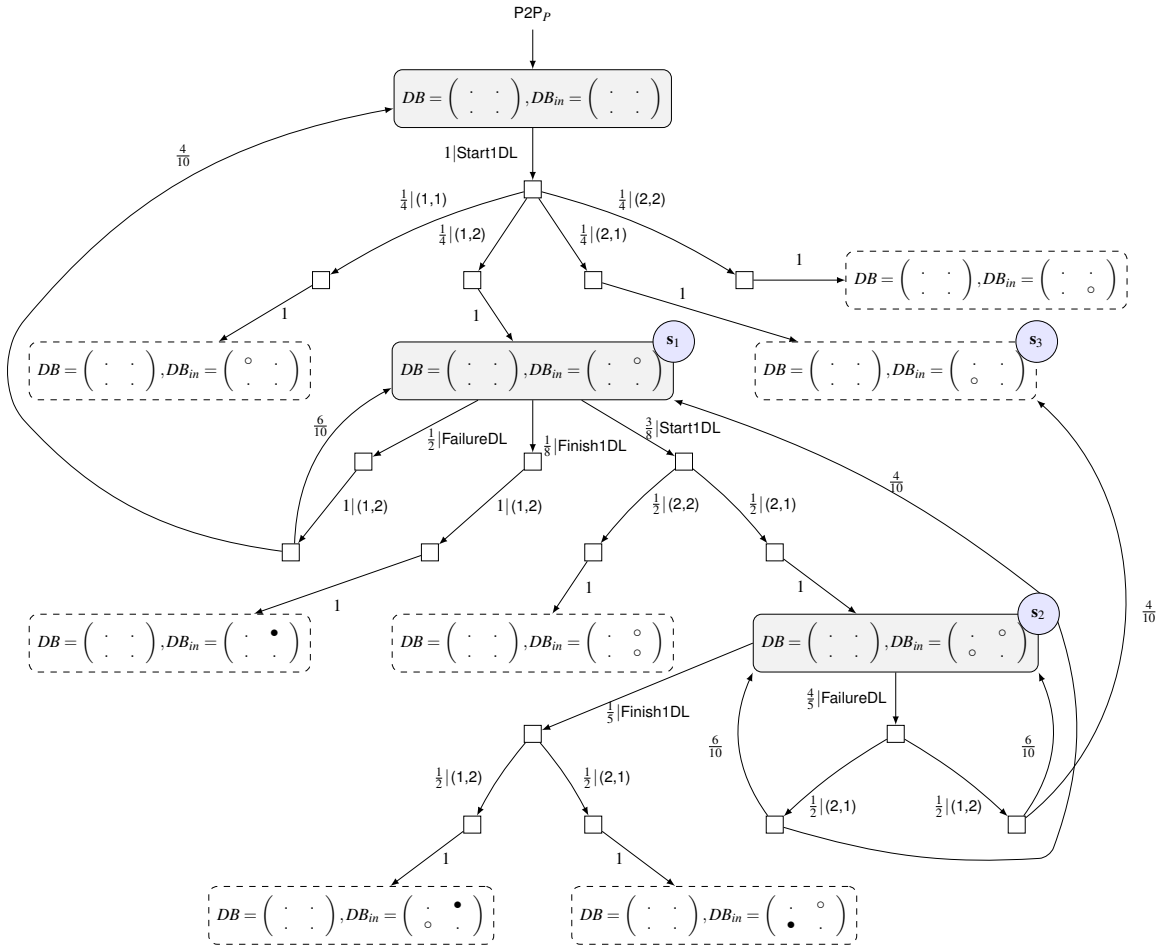 P2P_P
DB = ( · · / · · ), DB_in = ( · · / · · )
4/10
1|Start1DL
1/4|(1,1)
1/4|(1,2)
1/4|(2,1)
1/4|(2,2)
1
DB = ( · · / · · ), DB_in = ( · · / · ○ )
1
1
1
s_1
s_3
DB = ( · · / · · ), DB_in = ( ○ · / · · )
DB = ( · · / · · ), DB_in = ( · ○ / · · )
DB = ( · · / · · ), DB_in = ( · · / ○ · )
6/10
1/2|FailureDL
1/8|Finish1DL
3/8|Start1DL
4/10
1|(1,2)
1|(1,2)
1/2|(2,2)
1/2|(2,1)
1
1
1
4/10
s_2
DB = ( · · / · · ), DB_in = ( · ● / · · )
DB = ( · · / · · ), DB_in = ( · ○ / · ○ )
DB = ( · · / · · ), DB_in = ( · ○ / ○ · )
1/5|Finish1DL
4/5|FailureDL
6/10
6/10
1/2|(1,2)
1/2|(2,1)
1/2|(2,1)
1/2|(1,2)
1
1
DB = ( · · / · · ), DB_in = ( · ● / ○ · )
DB = ( · · / · · ), DB_in = ( · ○ / ● · )